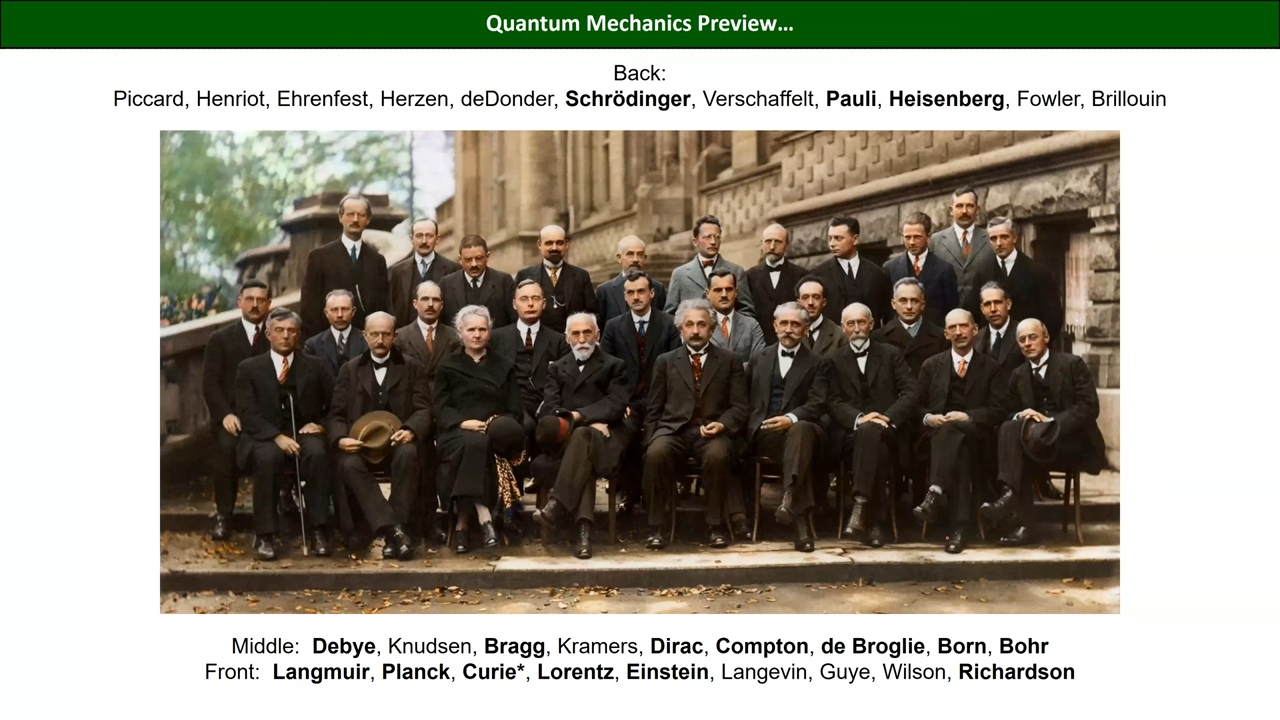 Quantum Mechanics Preview…
Back:
Piccard, Henriot, Ehrenfest, Herzen, deDonder, Schrödinger, Verschaffelt, Pauli, Heisenberg, Fowler, Brillouin
Middle: Debye, Knudsen, Bragg, Kramers, Dirac, Compton, de Broglie, Born, Bohr
Front: Langmuir, Planck, Curie*, Lorentz, Einstein, Langevin, Guye, Wilson, Richardson